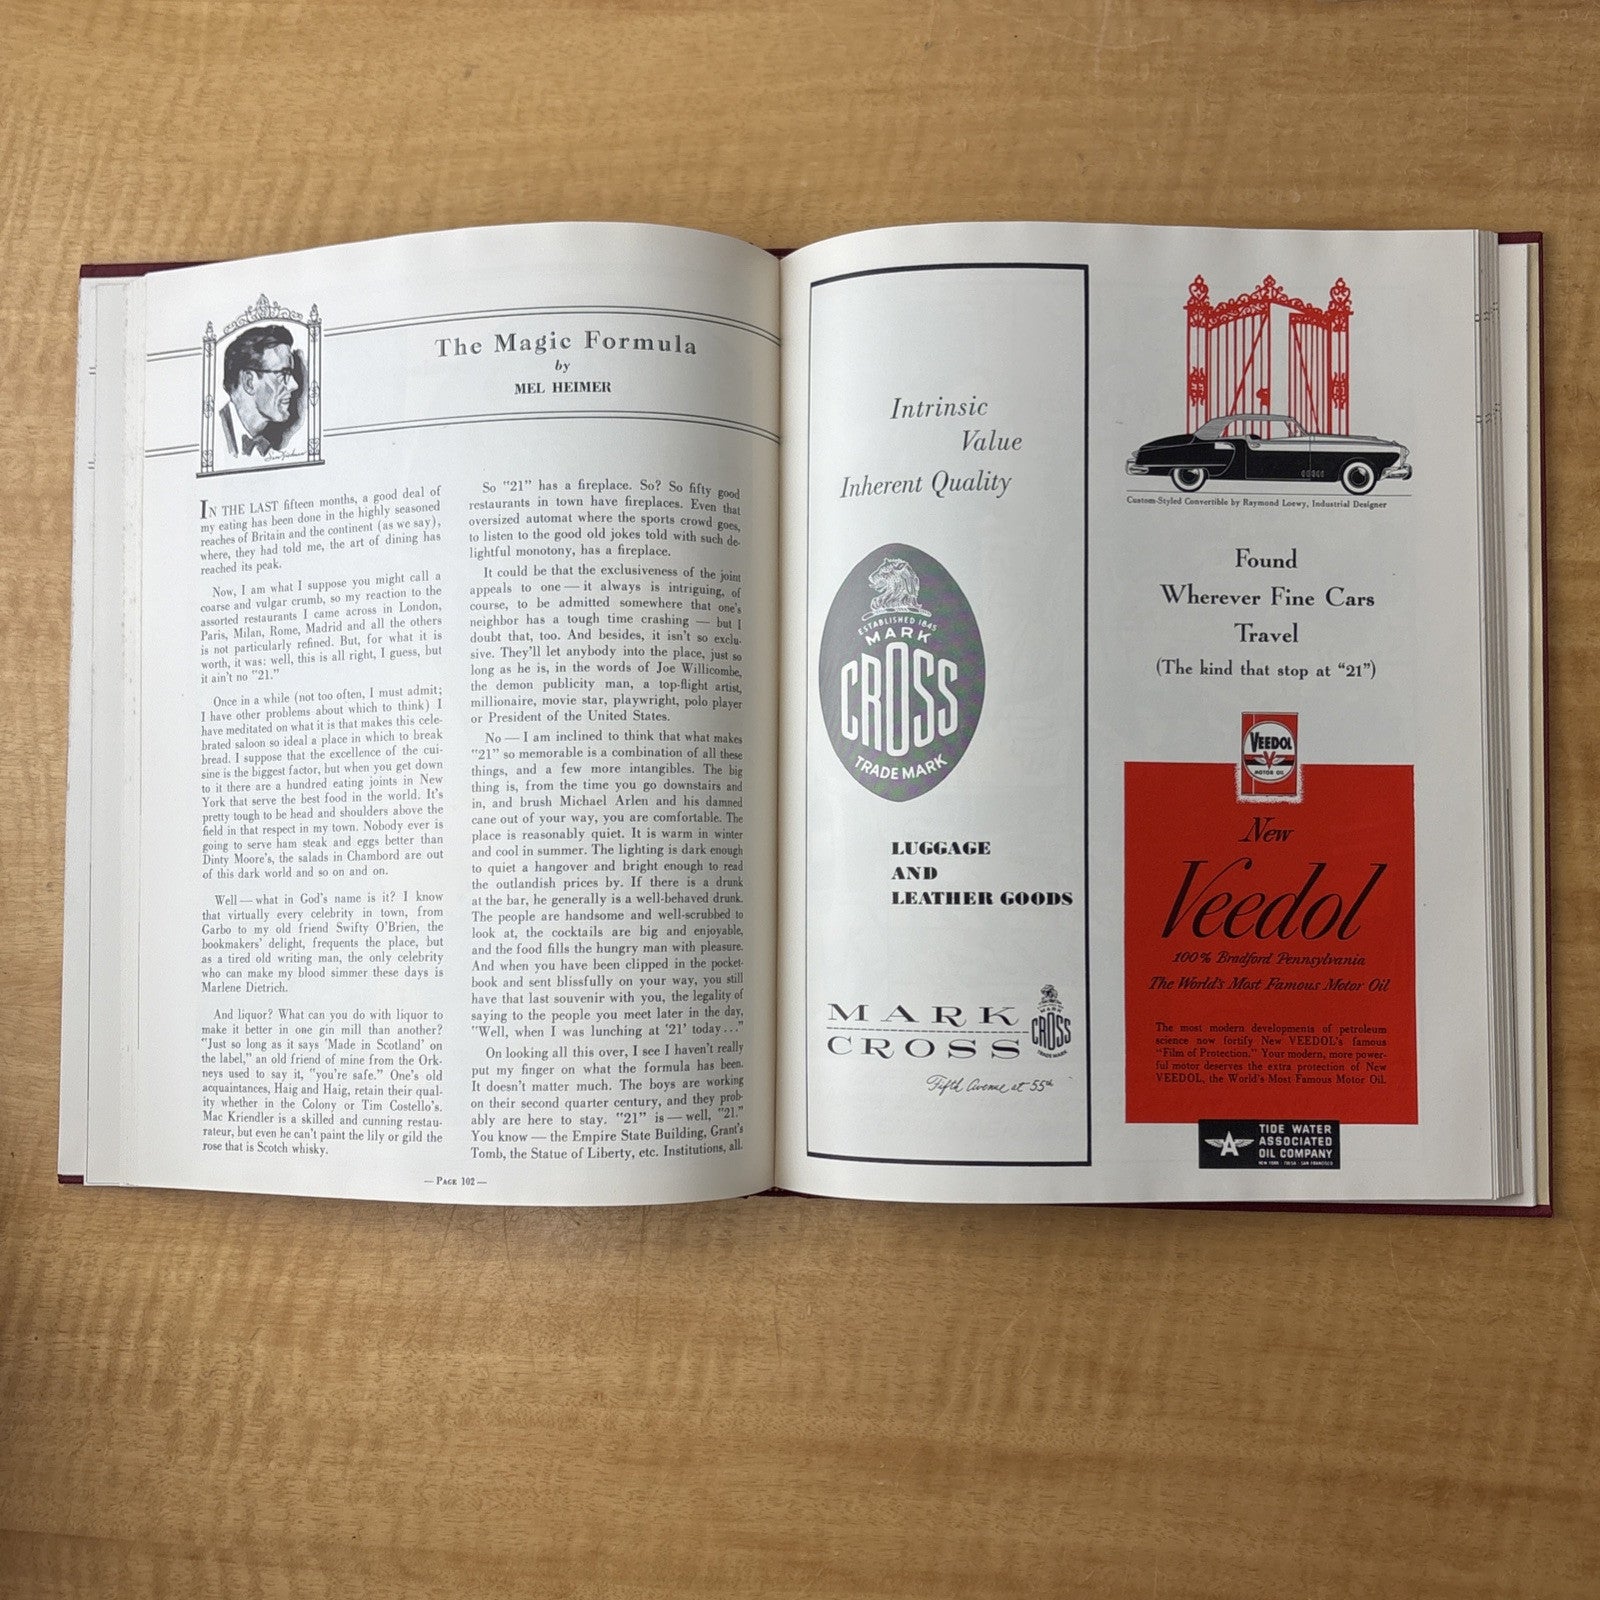 The Magic Formula
by
MEL HEIMER
IN THE LAST fifteen months, a good deal of
my eating has been done in the highly seasoned
reaches of Britain and the continent (as we say),
where, they had told me, the art of dining has
reached its peak.
Now, I am what I suppose you might call a
coarse and vulgar crumb, so my reaction to the
assorted restaurants I came across in London,
Paris, Milan, Rome, Madrid and all the others
is not particularly refined. But, for what it is
worth, it was: well, this is all right, I guess, but
it ain't no "21."
Once in a while (not too often, I must admit;
I have other problems about which to think) I
have meditated on what it is that makes this cele-
brated saloon so ideal a place in which to break
bread. I suppose that the excellence of the cui-
sine is the biggest factor, but when you get down
to it there are a hundred eating joints in New
York that serve the best food in the world. It's
pretty tough to be head and shoulders above the
field in that respect in my town. Nobody ever is
going to serve ham steak and eggs better than
Dinty Moore's, the salads in Chambord are out
of this dark world and so on and on.
Well — what in God's name is it? I know
that virtually every celebrity in town, from
Garbo to my old friend Swifty O'Brien, the
bookmakers' delight, frequents the place, but
as a tired old writing man, the only celebrity
who can make my blood simmer these days is
Marlene Dietrich.
And liquor? What can you do with liquor to
make it better in one gin mill than another?
"Just so long as it says 'Made in Scotland' on
the label," an old friend of mine from the Ork-
neys used to say it, "you're safe." One's old
acquaintances, Haig and Haig, retain their qual-
ity whether in the Colony or Tim Costello's.
Mac Kriendler is a skilled and cunning restau-
rateur, but even he can't paint the lily or gild the
rose that is Scotch whisky.
So "21" has a fireplace. So? So fifty good
restaurants in town have fireplaces. Even that
oversized automat where the sports crowd goes,
to listen to the good old jokes told with such de-
lightful monotony, has a fireplace.
It could be that the exclusiveness of the joint
appeals to one — it always is intriguing, of
course, to be admitted somewhere that one's
neighbor has a tough time crashing — but I
doubt that, too. And besides, it isn't so exclu-
sive. They'll let anybody into the place, just so
long as he is, in the words of Joe Willicombe,
the demon publicity man, a top-flight artist,
millionaire, movie star, playwright, polo player
or President of the United States.
No — I am inclined to think that what makes
"21" so memorable is a combination of all these
things, and a few more intangibles. The big
thing is, from the time you go downstairs and
in, and brush Michael Arlen and his damned
cane out of your way, you are comfortable. The
place is reasonably quiet. It is warm in winter
and cool in summer. The lighting is dark enough
to quiet a hangover and bright enough to read
the outlandish prices by. If there is a drunk
at the bar, he generally is a well-behaved drunk.
The people are handsome and well-scrubbed to
look at, the cocktails are big and enjoyable,
and the food fills the hungry man with pleasure.
And when you have been clipped in the pocket-
book and sent blissfully on your way, you still
have that last souvenir with you, the legality of
saying to the people you meet later in the day,
"Well, when I was lunching at '21' today..."
On looking all this over, I see I haven't really
put my finger on what the formula has been.
It doesn't matter much. The boys are working
on their second quarter century, and they prob-
ably are here to stay. "21" is — well, "21."
You know — the Empire State Building, Grant's
Tomb, the Statue of Liberty, etc. Institutions, all.
— PAGE 102 —
Intrinsic
Value
Inherent Quality
ESTABLISHED 1845
MARK
CROSS
TRADE MARK
LUGGAGE
AND
LEATHER GOODS
MARK
CROSS
MARK
CROSS
TRADE MARK
Fifth Avenue at 55th
Custom-Styled Convertible by Raymond Loewy, Industrial Designer
Found
Wherever Fine Cars
Travel
(The kind that stop at "21")
VEEDOL
MOTOR OIL
New
Veedol
100% Bradford Pennsylvania
The World's Most Famous Motor Oil
The most modern developments of petroleum
science now fortify New VEEDOL's famous
"Film of Protection." Your modern, more power-
ful motor deserves the extra protection of New
VEEDOL, the World's Most Famous Motor Oil.
A
TIDE WATER
ASSOCIATED
OIL COMPANY
NEW YORK · TULSA · SAN FRANCISCO